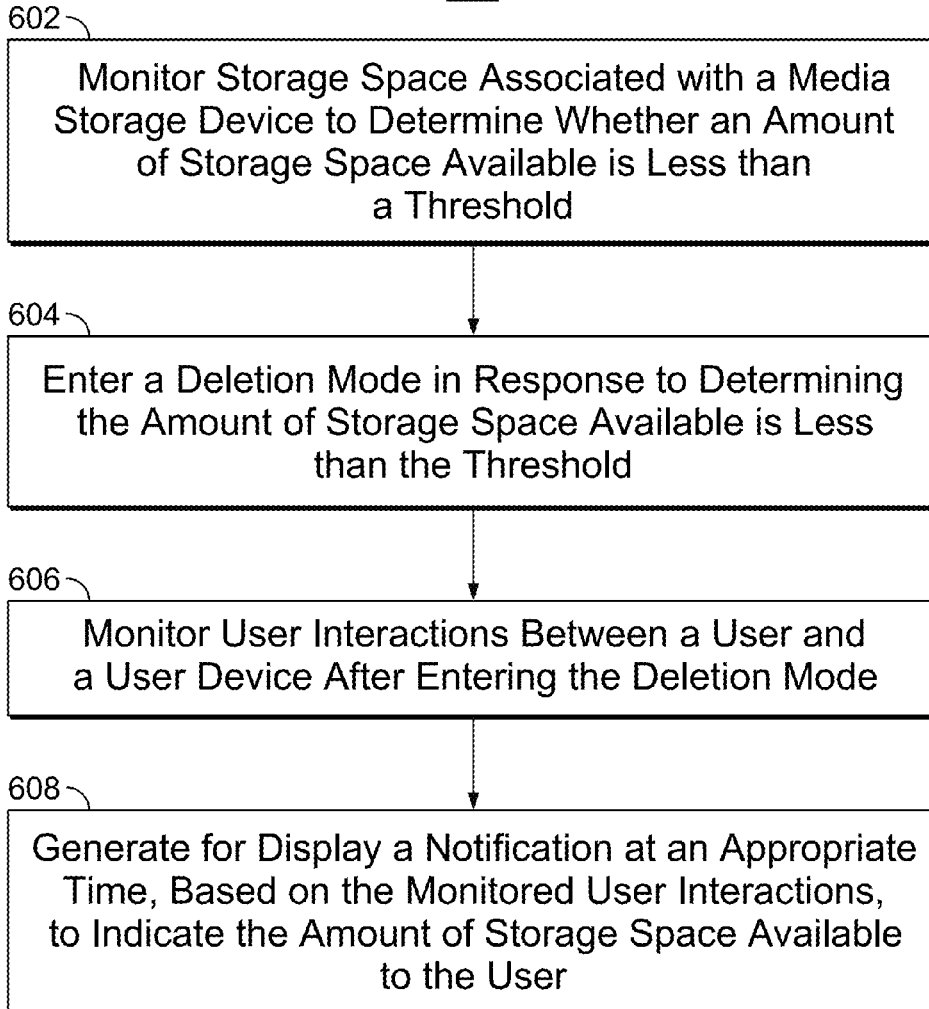 602
Monitor Storage Space Associated with a Media
Storage Device to Determine Whether an Amount
of Storage Space Available is Less than
a Threshold
604
Enter a Deletion Mode in Response to Determining
the Amount of Storage Space Available is Less
than the Threshold
606
Monitor User Interactions Between a User and
a User Device After Entering the Deletion Mode
608
Generate for Display a Notification at an Appropriate
Time, Based on the Monitored User Interactions,
to Indicate the Amount of Storage Space Available
to the User